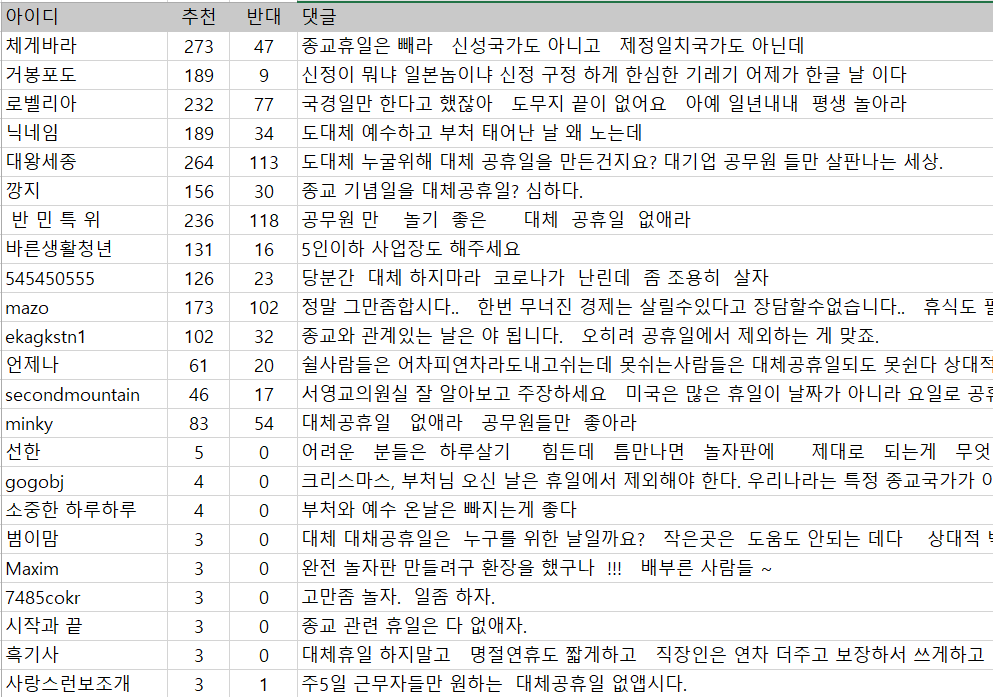 아이디 추천 반대 댓글
체게바라 273 47 종교휴일은 빼라 신성국가도 아니고 제정일치국가도 아닌데
거봉포도 189 9 신정이 뭐냐 일본놈이냐 신정 구정 하게 한심한 기레기 어제가 한글 날 이다
로벨리아 232 77 국경일만 한다고 했잖아 도무지 끝이 없어요 아예 일년내내 평생 놀아라
닉네임 189 34 도대체 예수하고 부처 태어난 날 왜 노는데
대왕세종 264 113 도대체 누굴위해 대체 공휴일을 만든건지요? 대기업 공무원 들만 살판나는 세상.
깡지 156 30 종교 기념일을 대체공휴일? 심하다.
반 민 특 위 236 118 공무원 만 놀기 좋은 대체 공휴일 없애라
바른생활청년 131 16 5인이하 사업장도 해주세요
545450555 126 23 당분간 대체 하지마라 코로나가 난린데 좀 조용히 살자
mazo 173 102 정말 그만좀합시다.. 한번 무너진 경제는 살릴수있다고 장담할수없습니다.. 휴식도
ekagkstn1 102 32 종교와 관계있는 날은 야 됩니다. 오히려 공휴일에서 제외하는 게 맞죠.
언제나 61 20 쉴사람들은 어차피연차라도내고쉬는데 못쉬는사람들은 대체공휴일되도 못쉰다 상대적
secondmountain 46 17 서영교의원실 잘 알아보고 주장하세요 미국은 많은 휴일이 날짜가 아니라 요일로
minky 83 54 대체공휴일 없애라 공무원들만 좋아라
선한 5 0 어려운 분들은 하루살기 힘든데 틈만나면 놀자판에 제대로 되는게 무엇
gogobj 4 0 크리스마스, 부처님 오신 날은 휴일에서 제외해야 한다. 우리나라는 특정 종교국가가
소중한 하루하루 4 0 부처와 예수 온날은 빠지는게 좋다
범이맘 3 0 대체 대채공휴일은 누구를 위한 날일까요? 작은곳은 도움도 안되는 데다 상대적
Maxim 3 0 완전 놀자판 만들려구 환장을 했구나 !!! 배부른 사람들 ~
7485cokr 3 0 고만좀 놀자. 일좀 하자.
시작과 끝 3 0 종교 관련 휴일은 다 없애자.
흑기사 3 0 대체휴일 하지말고 명절연휴도 짧게하고 직장인은 연차 더주고 보장하서 쓰게하고
사랑스런보조개 3 1 주5일 근무자들만 원하는 대체공휴일 없앱시다.